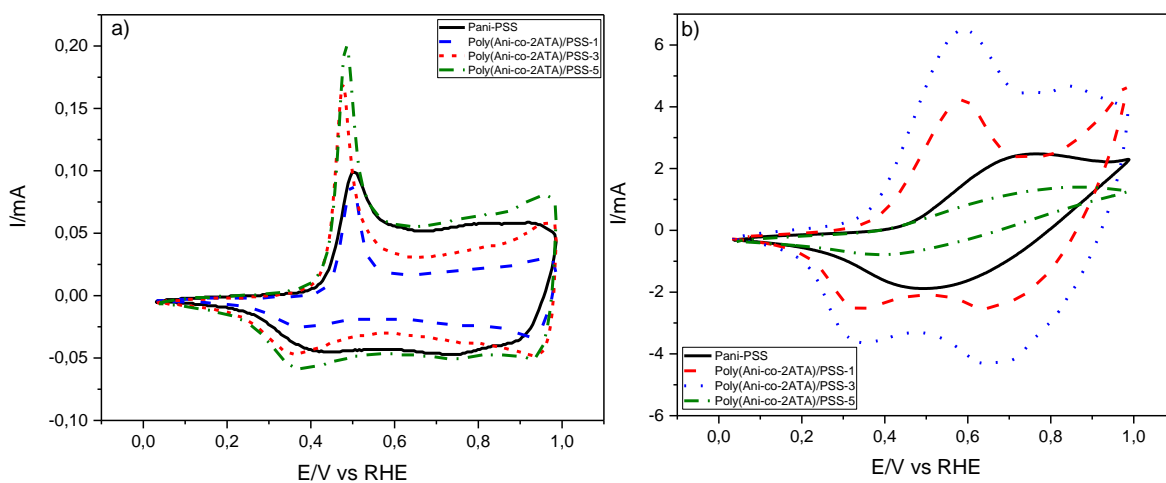 a)
Pani-PSS
Poly(Ani-co-2ATA)/PSS-1
Poly(Ani-co-2ATA)/PSS-3
Poly(Ani-co-2ATA)/PSS-5
0,20
0,15
0,10
0,05
0,00
-0,05
-0,10
I/mA
0,0 0,2 0,4 0,6 0,8 1,0
E/V vs RHE
b)
6
4
2
0
-2
-4
-6
I/mA
Pani-PSS
Poly(Ani-co-2ATA)/PSS-1
Poly(Ani-co-2ATA)/PSS-3
Poly(Ani-co-2ATA)/PSS-5
0,0 0,2 0,4 0,6 0,8 1,0
E/V vs RHE